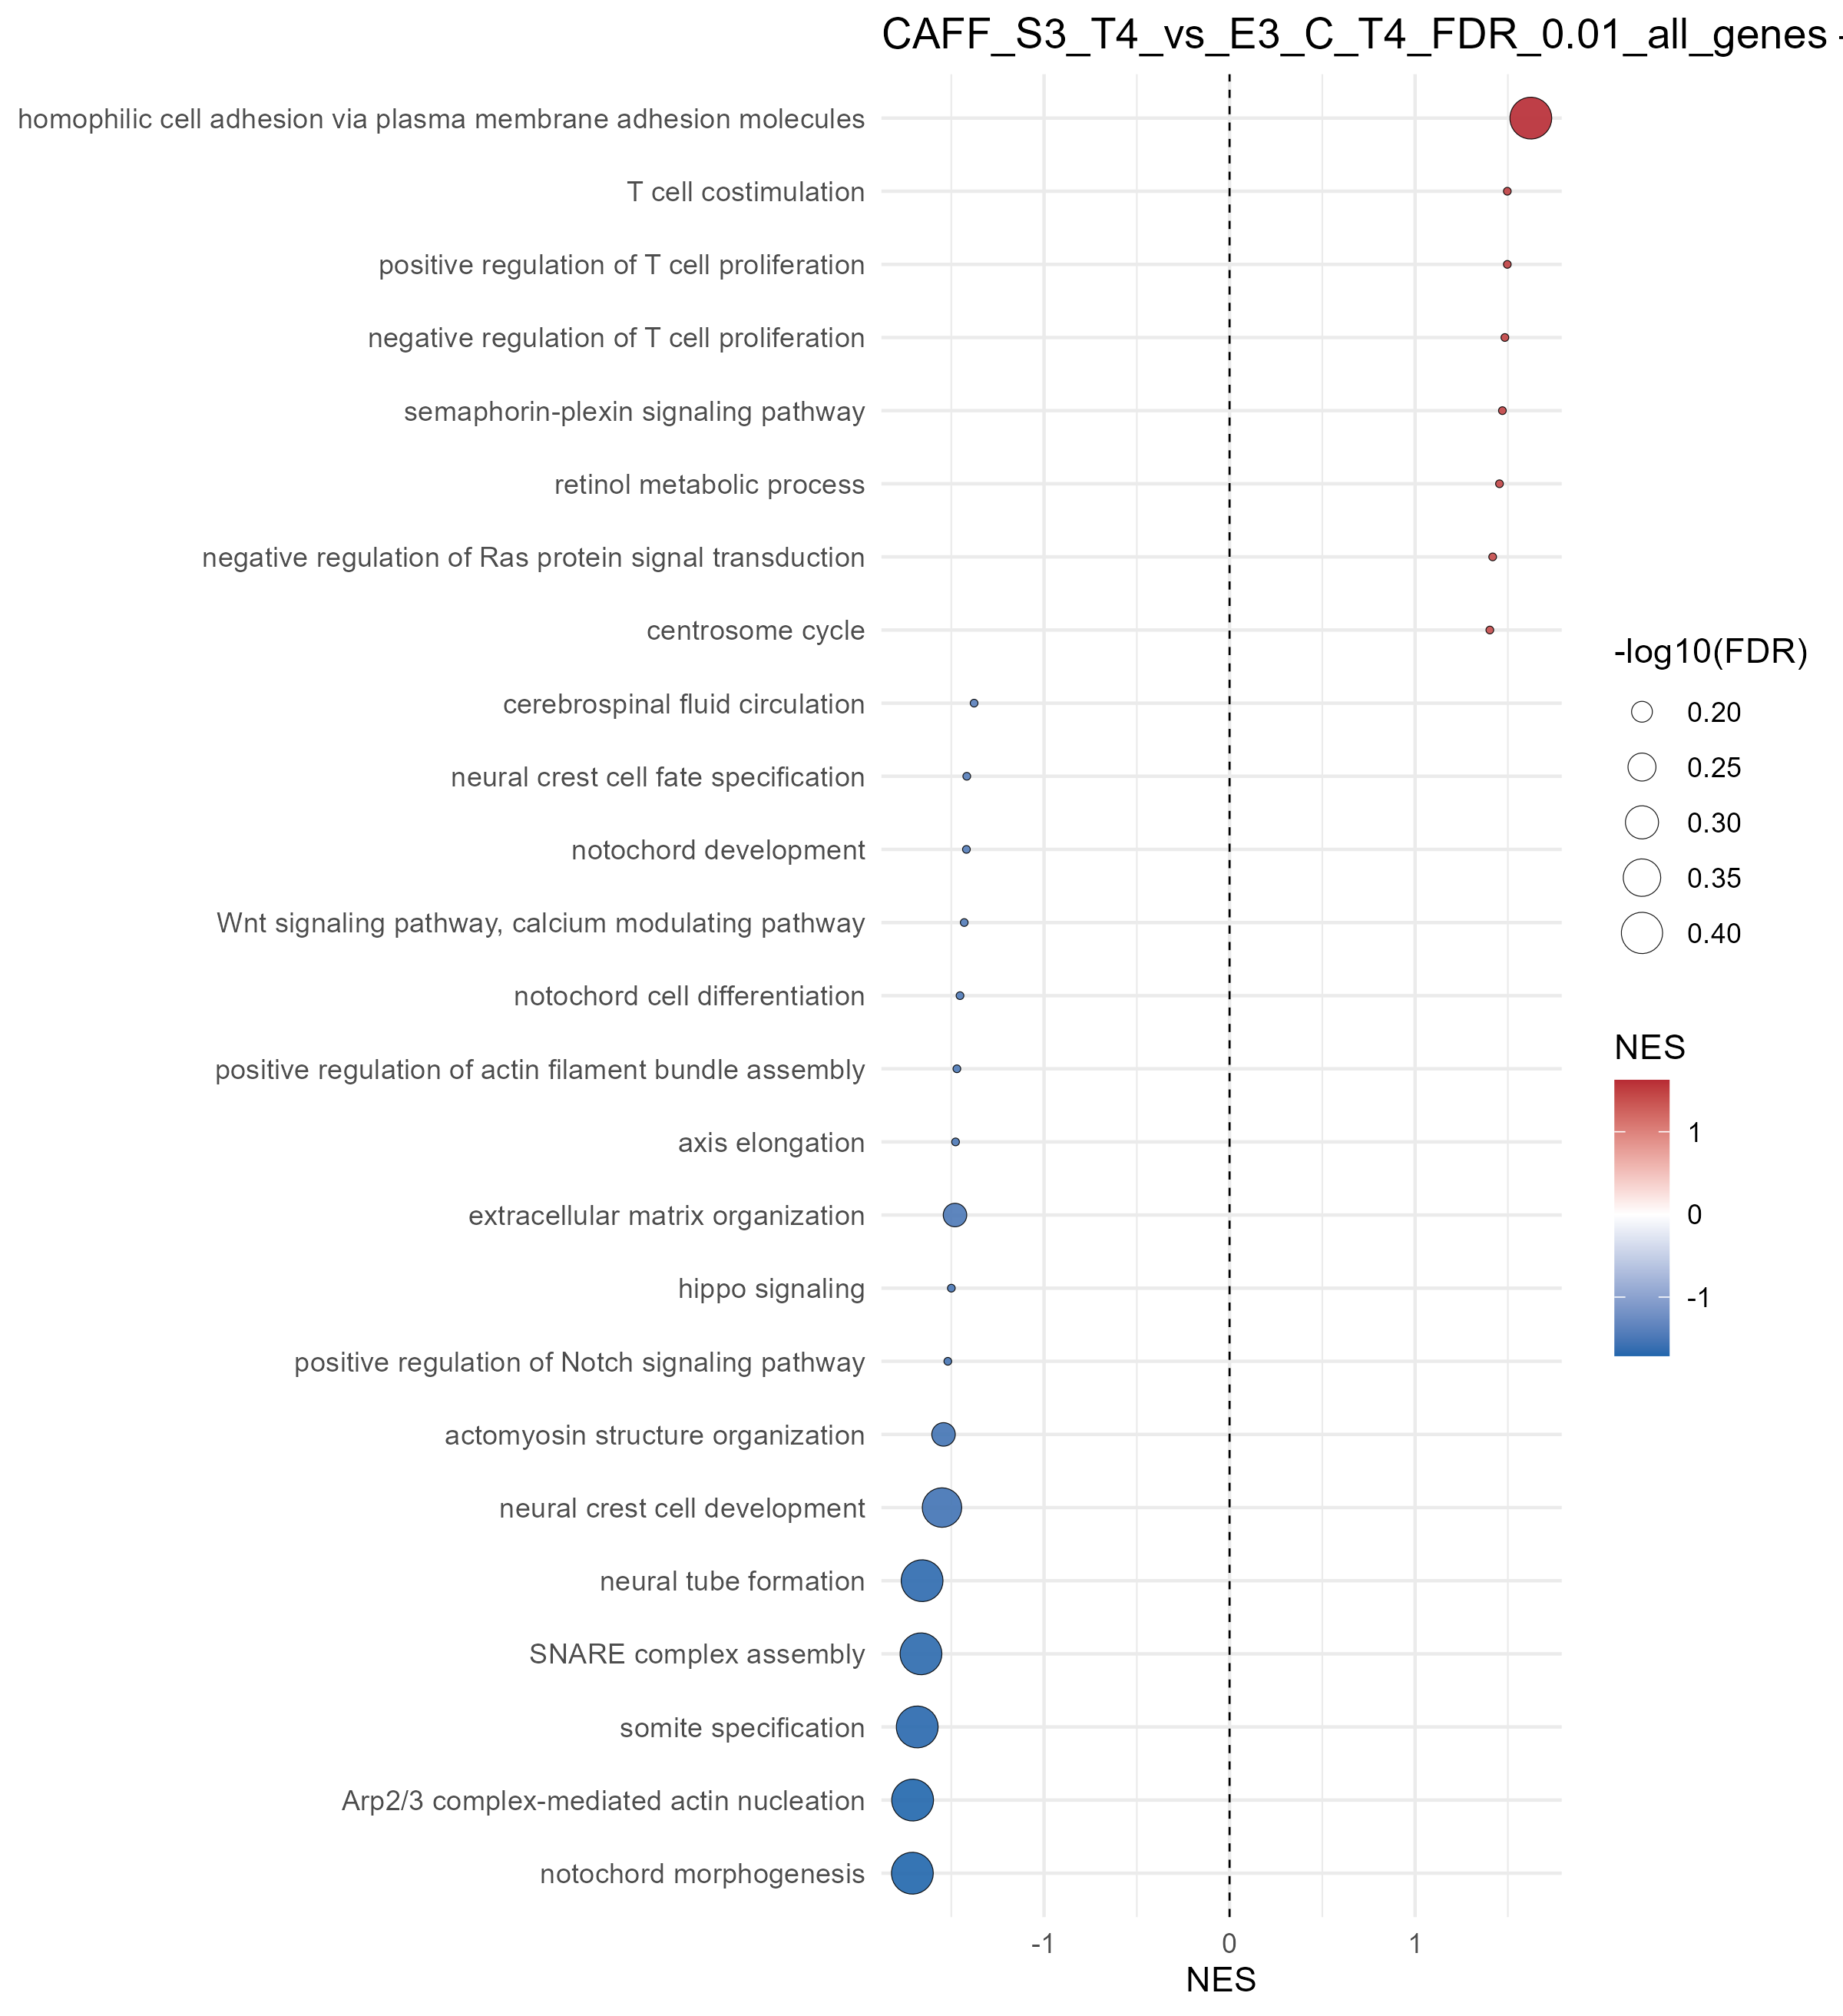 CAFF_S3_T4_vs_E3_C_T4_FDR_0.01_all_genes -
homophilic cell adhesion via plasma membrane adhesion molecules
T cell costimulation
positive regulation of T cell proliferation
negative regulation of T cell proliferation
semaphorin-plexin signaling pathway
retinol metabolic process
negative regulation of Ras protein signal transduction
centrosome cycle
cerebrospinal fluid circulation
neural crest cell fate specification
notochord development
Wnt signaling pathway, calcium modulating pathway
notochord cell differentiation
positive regulation of actin filament bundle assembly
axis elongation
extracellular matrix organization
hippo signaling
positive regulation of Notch signaling pathway
actomyosin structure organization
neural crest cell development
neural tube formation
SNARE complex assembly
somite specification
Arp2/3 complex-mediated actin nucleation
notochord morphogenesis
-1
0
1
NES
-log10(FDR)
0.20
0.25
0.30
0.35
0.40
NES
1
0
-1